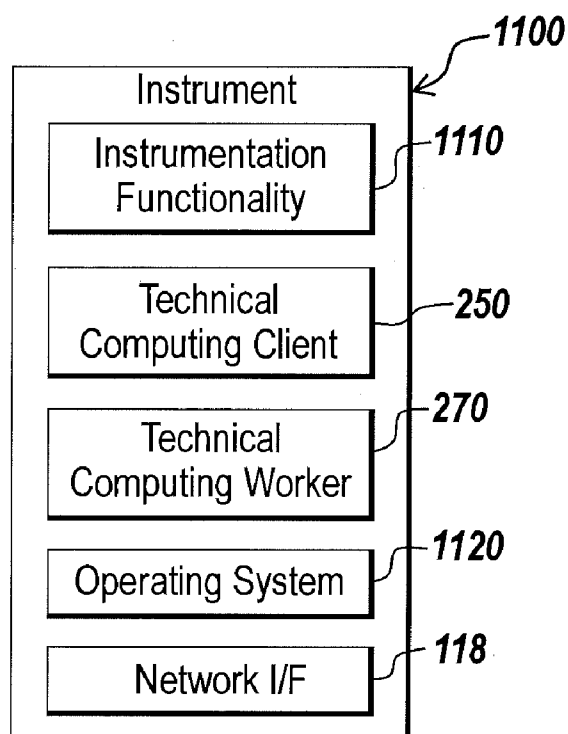 1100
Instrument
Instrumentation
Functionality
1110
Technical
Computing Client
250
Technical
Computing Worker
270
Operating System
1120
Network I/F
118